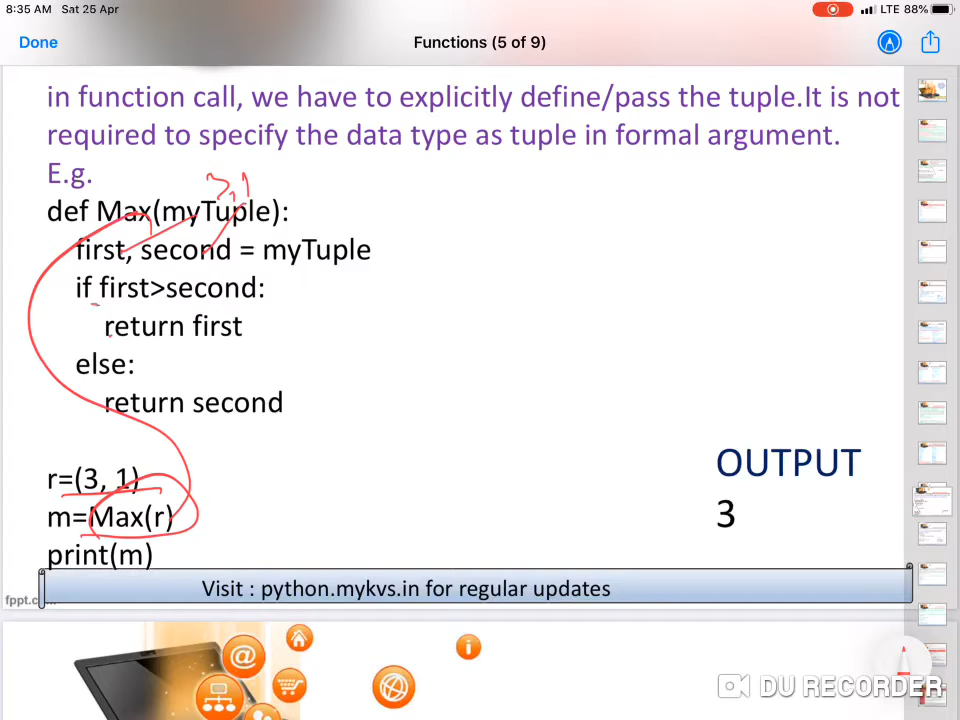 8:35 AM Sat 25 Apr LTE 88%
Done Functions (5 of 9)
in function call, we have to explicitly define/pass the tuple.It is not
required to specify the data type as tuple in formal argument.
E.g.
3,1
def Max(myTuple):
first, second = myTuple
if first>second:
return first
else:
return second
r=(3, 1)
m=Max(r)
print(m)
OUTPUT
3
Visit : python.mykvs.in for regular updates
fppt.c
DU RECORDER